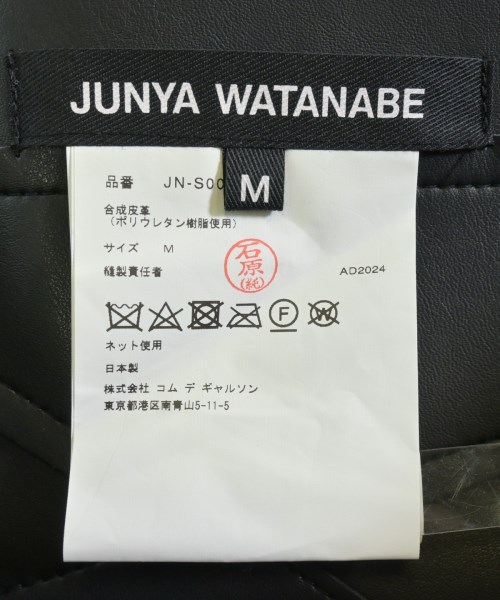 JUNYA WATANABE
M
品番 JN-S00
合成皮革
(ポリウレタン樹脂使用)
サイズ M
縫製責任者 石原(純) AD2024
F W
ネット使用
日本製
株式会社 コム デ ギャルソン
東京都港区南青山5-11-5